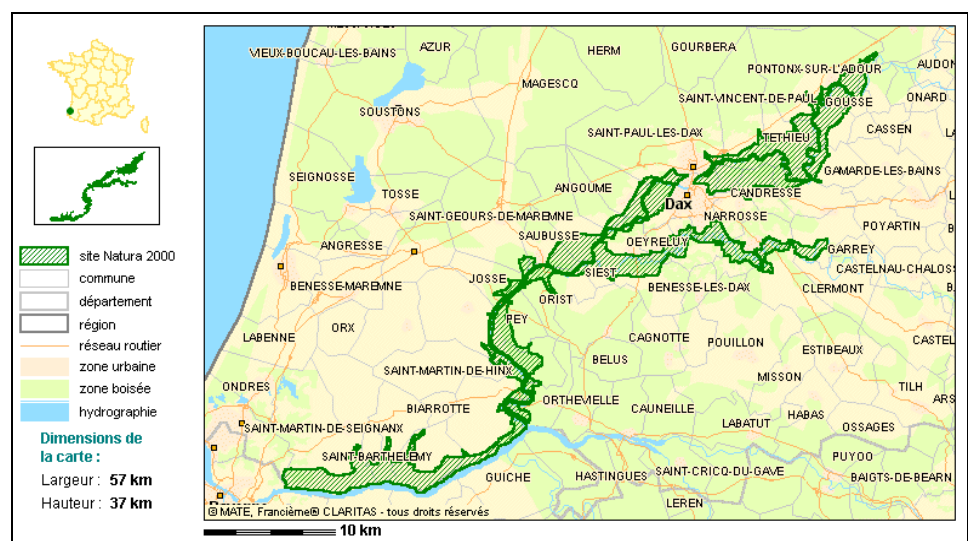 site Natura 2000
commune
département
région
réseau routier
zone urbaine
zone boisée
hydrographie
Dimensions de
la carte :
Largeur : 57 km
Hauteur : 37 km
VIEUX-BOUCAU-LES-BAINS
AZUR
HERM
GOURBERA
AUDON
PONTONX-SUR-L'ADOUR
MAGESCQ
SAINT-VINCENT-DE-PAUL
GOUSSE
ONARD
SOUSTONS
SAINT-PAUL-LES-DAX
TETHIEU
CASSEN
SEIGNOSSE
TOSSE
ANGOUME
GAMARDE-LES-BAINS
Dax
CANDRESSE
SAINT-GEOURS-DE-MAREMNE
NARROSSE
POYARTIN
ANGRESSE
SAUBUSSE
OEYRELUY
GARREY
JOSSE
SIEST
CASTELNAU-CHALOSS
BENESSE-MAREMNE
ORIST
BENESSE-LES-DAX
CLERMONT
PEY
LABENNE
ORX
CAGNOTTE
POUILLON
CASTEL
ESTIBEAUX
BELUS
SAINT-MARTIN-DE-HINX
MISSON
TILH
ONDRES
BIARROTTE
ORTHEVIELLE
CAUNEILLE
HABAS
ARS
LABATUT
OSSAGES
SAINT-MARTIN-DE-SEIGNANX
SAINT-BARTHELEMY
PUYOO
GUICHE
HASTINGUES
SAINT-CRICQ-DU-GAVE
BAIGTS-DE-BEARN
LEREN
© MATE, Francième® CLARITAS - tous droits réservés
10 km